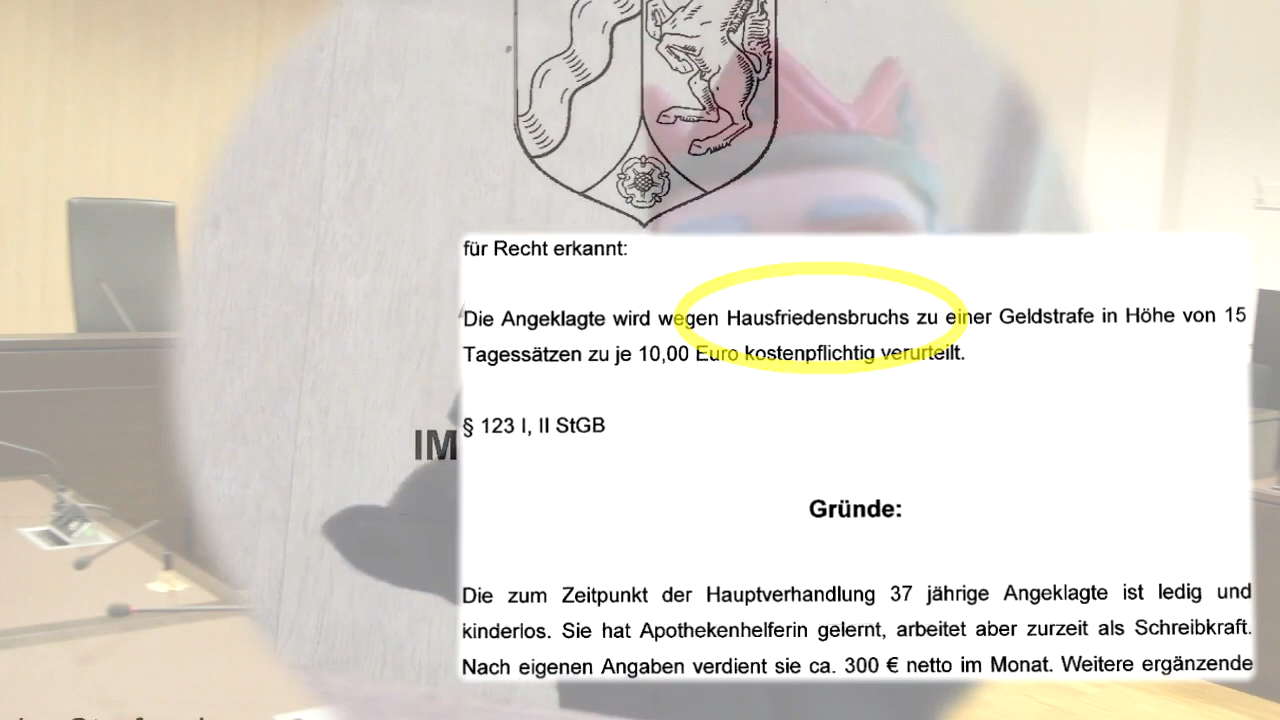 für Recht erkannt:
Die Angeklagte wird wegen Hausfriedensbruchs zu einer Geldstrafe in Höhe von 15
Tagessätzen zu je 10,00 Euro kostenpflichtig verurteilt.
§ 123 I, II StGB
IM
Gründe:
Die zum Zeitpunkt der Hauptverhandlung 37 jährige Angeklagte ist ledig und
kinderlos. Sie hat Apothekenhelferin gelernt, arbeitet aber zurzeit als Schreibkraft.
Nach eigenen Angaben verdient sie ca. 300 € netto im Monat. Weitere ergänzende